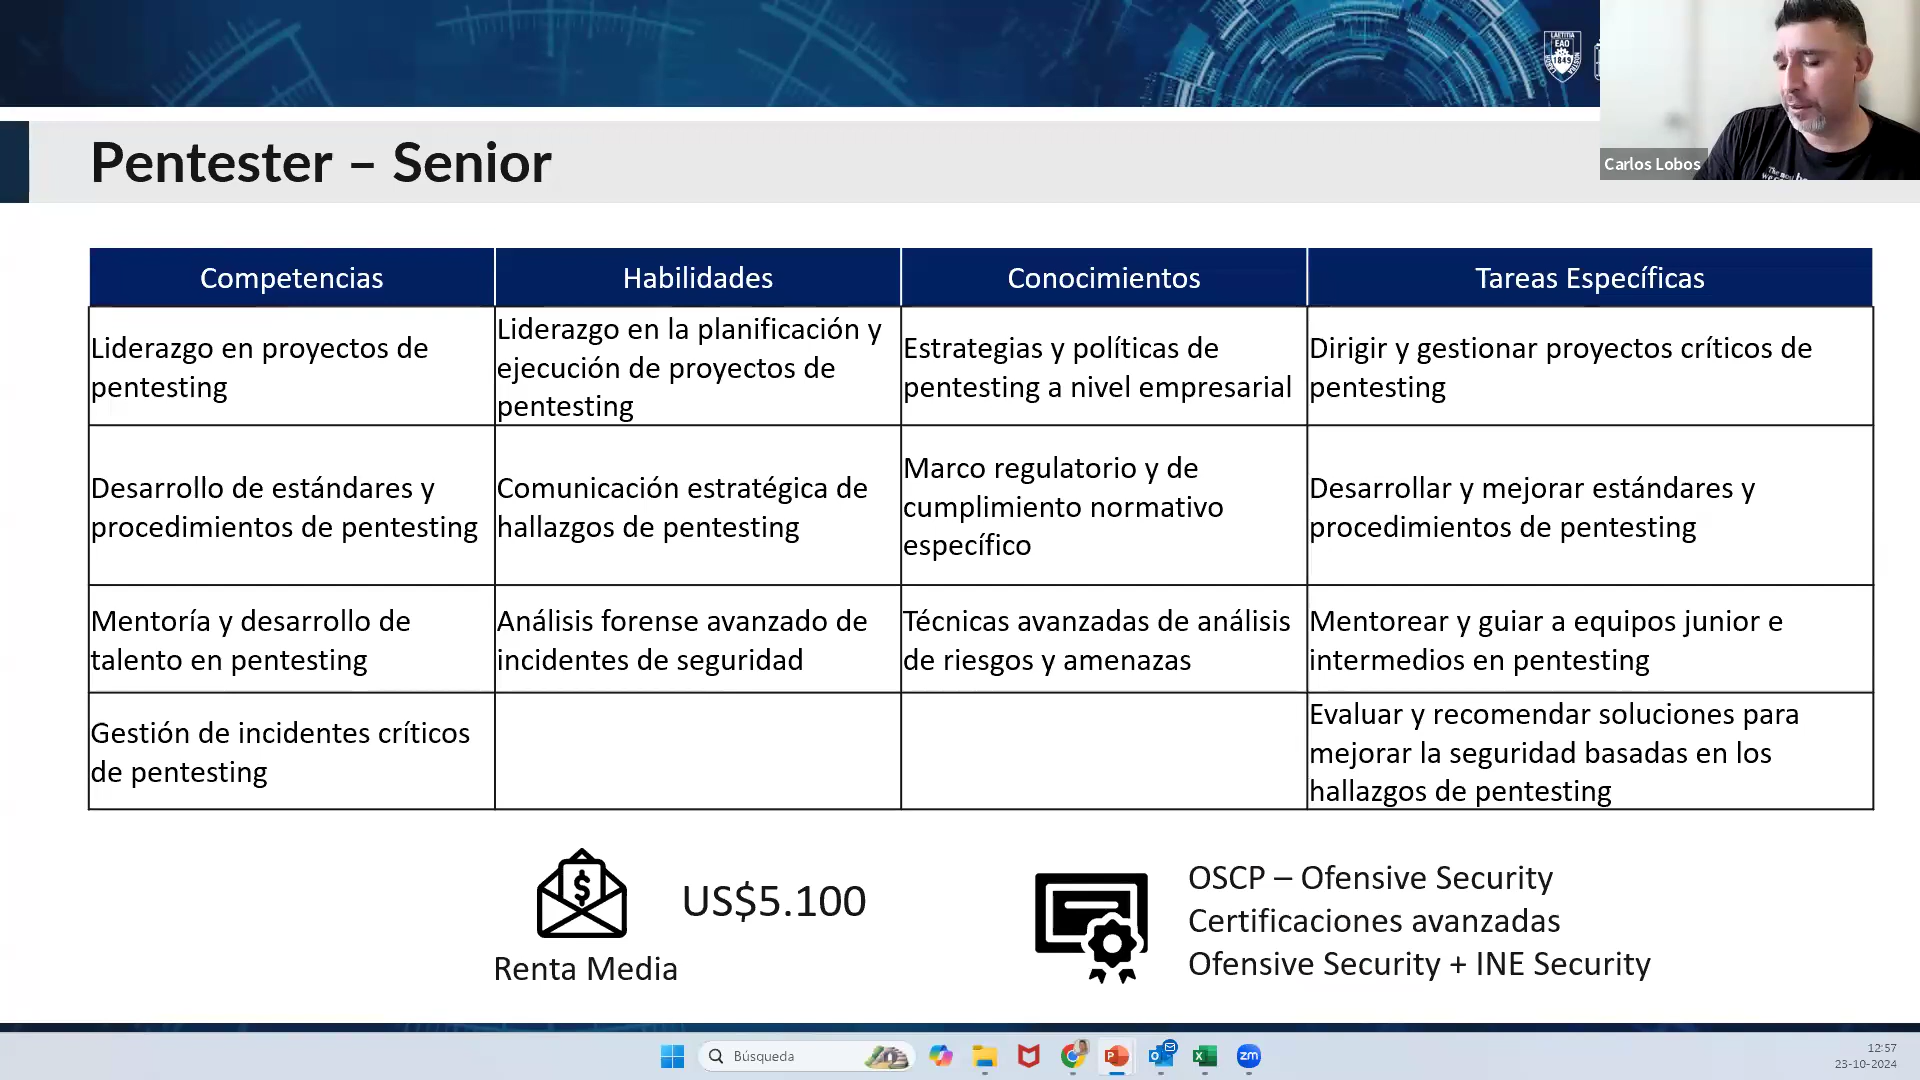 LAETITIA
EAO
1849
Carlos Lobos
Pentester – Senior
Competencias
Habilidades
Conocimientos
Tareas Específicas
Liderazgo en proyectos de
pentesting
Liderazgo en la planificación y
ejecución de proyectos de
pentesting
Estrategias y políticas de
pentesting a nivel empresarial
Dirigir y gestionar proyectos críticos de
pentesting
Desarrollo de estándares y
procedimientos de pentesting
Comunicación estratégica de
hallazgos de pentesting
Marco regulatorio y de
cumplimiento normativo
específico
Desarrollar y mejorar estándares y
procedimientos de pentesting
Mentoría y desarrollo de
talento en pentesting
Análisis forense avanzado de
incidentes de seguridad
Técnicas avanzadas de análisis
de riesgos y amenazas
Mentorear y guiar a equipos junior e
intermedios en pentesting
Gestión de incidentes críticos
de pentesting
Evaluar y recomendar soluciones para
mejorar la seguridad basadas en los
hallazgos de pentesting
$
US$5.100
Renta Media
OSCP – Ofensive Security
Certificaciones avanzadas
Ofensive Security + INE Security
Búsqueda
zm
12:57
23-10-2024